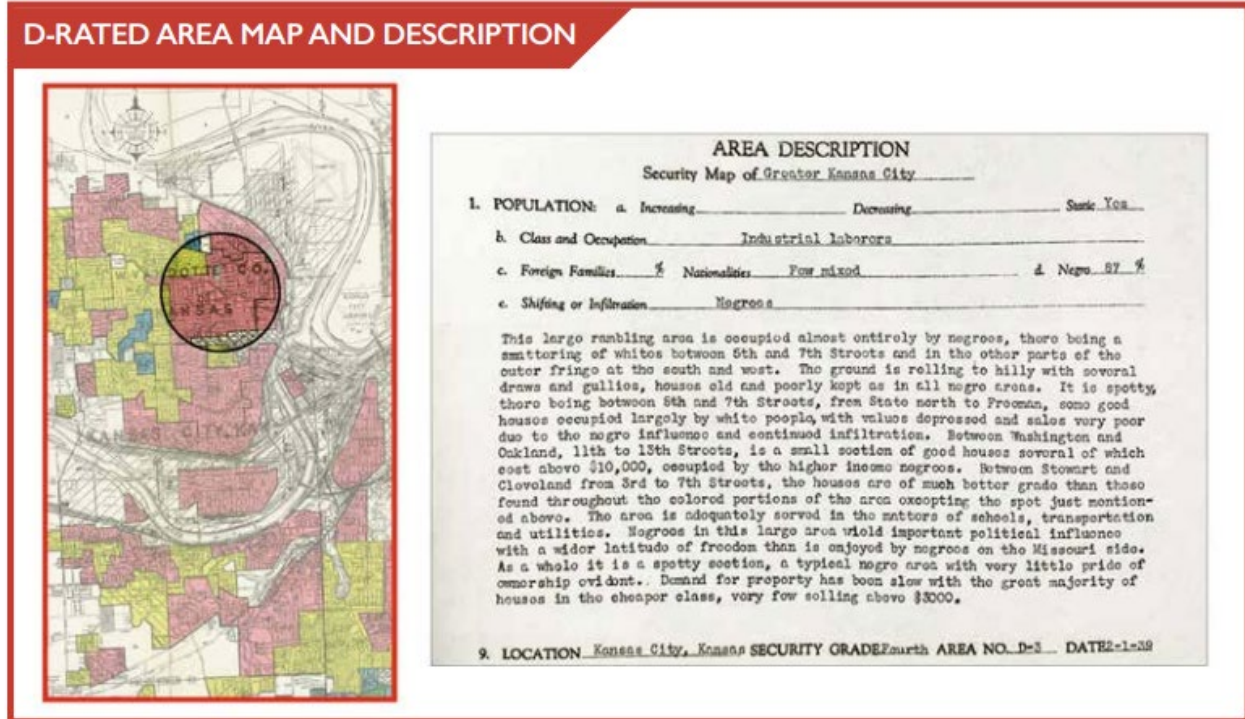 D-RATED AREA MAP AND DESCRIPTION
WYANDOTTE CO.
KANSAS
KANSAS CITY, KA
AREA DESCRIPTION
Security Map of Greater Kansas City
1. POPULATION: a. Increasing Decreasing Static Yes
b. Class and Occupation Industrial laborers
c. Foreign Families % Nationalities Few mixed d. Negro 87 %
e. Shifting or Infiltration Negroes
This large rambling area is occupied almost entirely by negroes, there being a
smattering of whites between 5th and 7th Streets and in the other parts of the
outer fringe at the south and west. The ground is rolling to hilly with several
draws and gullies, houses old and poorly kept as in all negro areas. It is spotty,
there being between 5th and 7th Streets, from State north to Freeman, some good
houses occupied largely by white people, with values depressed and sales very poor
due to the negro influence and continued infiltration. Between Washington and
Oakland, 11th to 13th Streets, is a small section of good houses several of which
cost above $10,000, occupied by the higher income negroes. Between Stewart and
Cleveland from 3rd to 7th Streets, the houses are of much better grade than those
found throughout the colored portions of the area excepting the spot just mention-
ed above. The area is adequately served in the matters of schools, transportation
and utilities. Negroes in this large area wield important political influence
with a wider latitude of freedom than is enjoyed by negroes on the Missouri side.
As a whole it is a spotty section, a typical negro area with very little pride of
ownership evident.. Demand for property has been slow with the great majority of
houses in the cheaper class, very few selling above $3000.
9. LOCATION Kansas City, Kansas SECURITY GRADE Fourth AREA NO. D-3 DATE 2-1-39